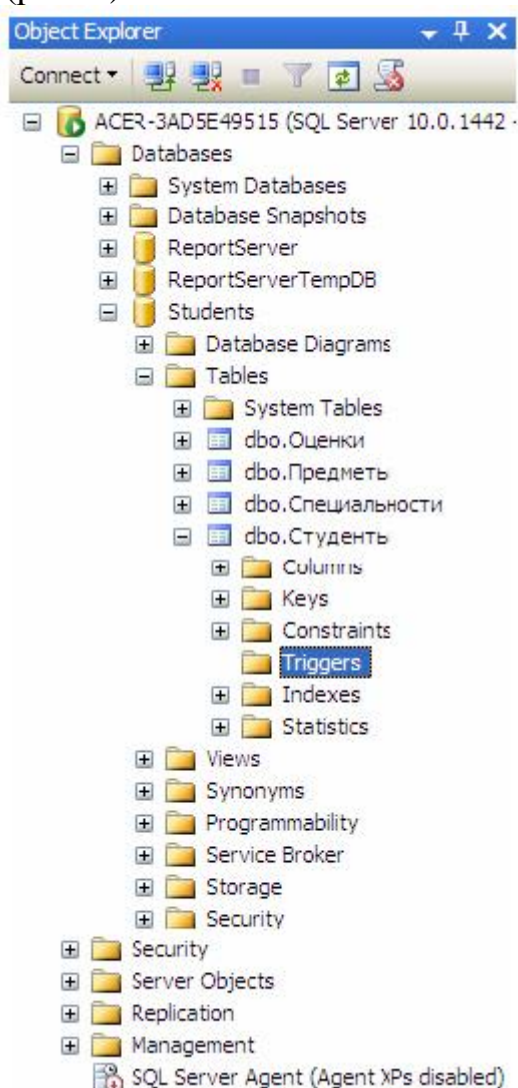 Object Explorer
Connect
ACER-3AD5E49515 (SQL Server 10.0.1442 -
Databases
System Databases
Database Snapshots
ReportServer
ReportServerTempDB
Students
Database Diagrams
Tables
System Tables
dbo.Оценки
dbo.Предметь
dbo.Специальности
dbo.Студенть
Columns
Keys
Constraints
Triggers
Indexes
Statistics
Views
Synonyms
Programmability
Service Broker
Storage
Security
Security
Server Objects
Replication
Management
SQL Server Agent (Agent XPs disabled)